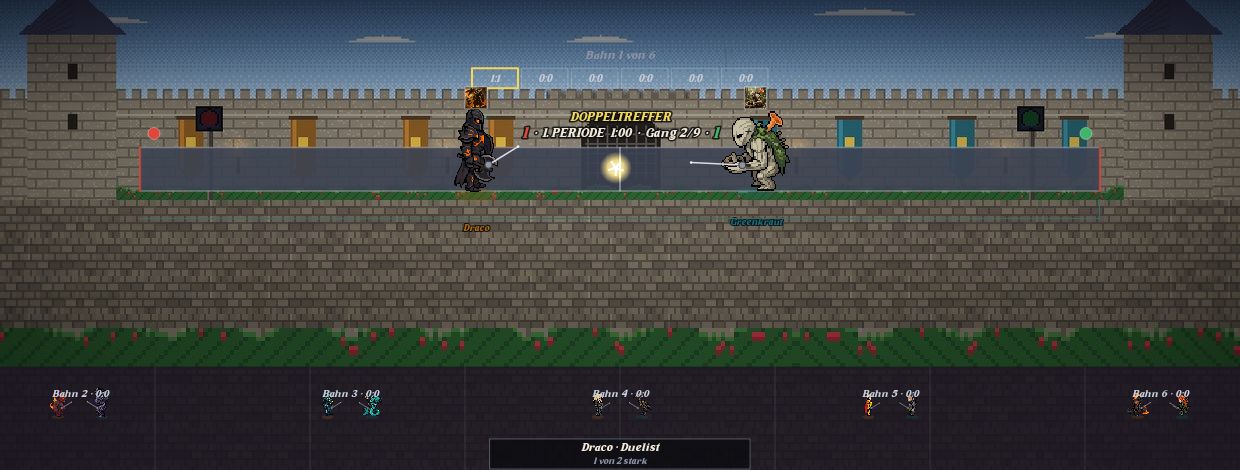 Bahn 1 von 6
1:1 0:0 0:0 0:0 0:0 0:0
DOPPELTREFFER
1 · 1. PERIODE 1:00 · Gang 2/9 · 1
Greenkraut
Draco
Bahn 2 · 0:0 Bahn 3 · 0:0 Bahn 4 · 0:0 Bahn 5 · 0:0 Bahn 6 · 0:0
Draco · Duelist
1 von 2 stark